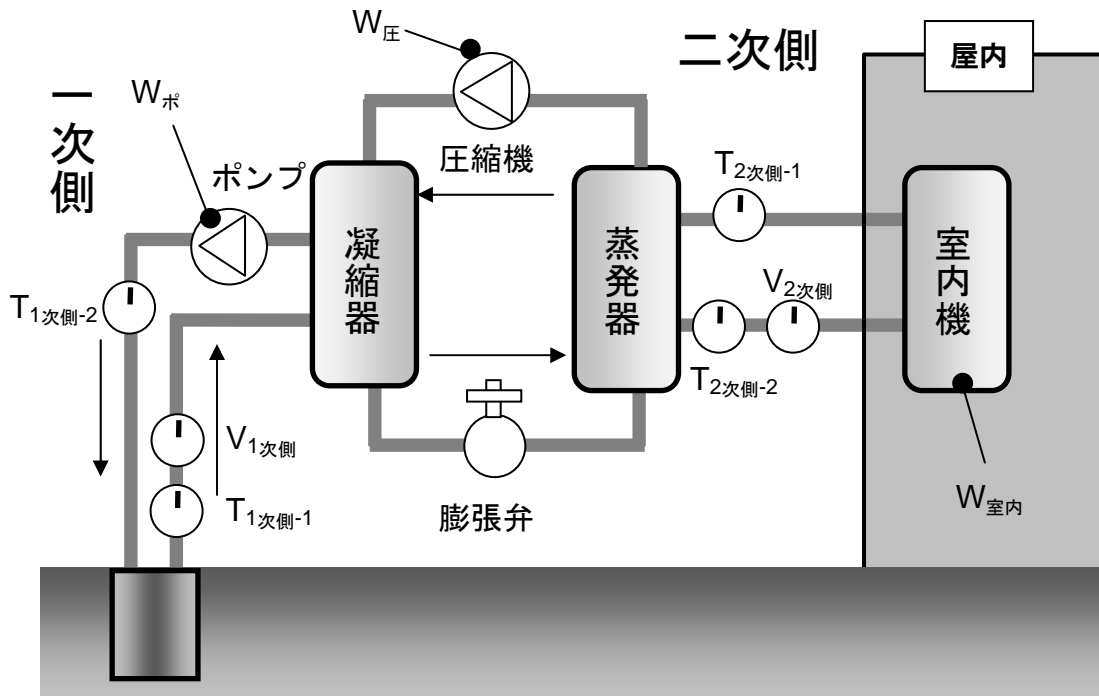 W圧
二次側
屋内
一次側
Wポ
ポンプ
圧縮機
T2次側-1
凝縮器
蒸発器
室内機
T1次側-2
V2次側
T2次側-2
V1次側
T1次側-1
膨張弁
W室内